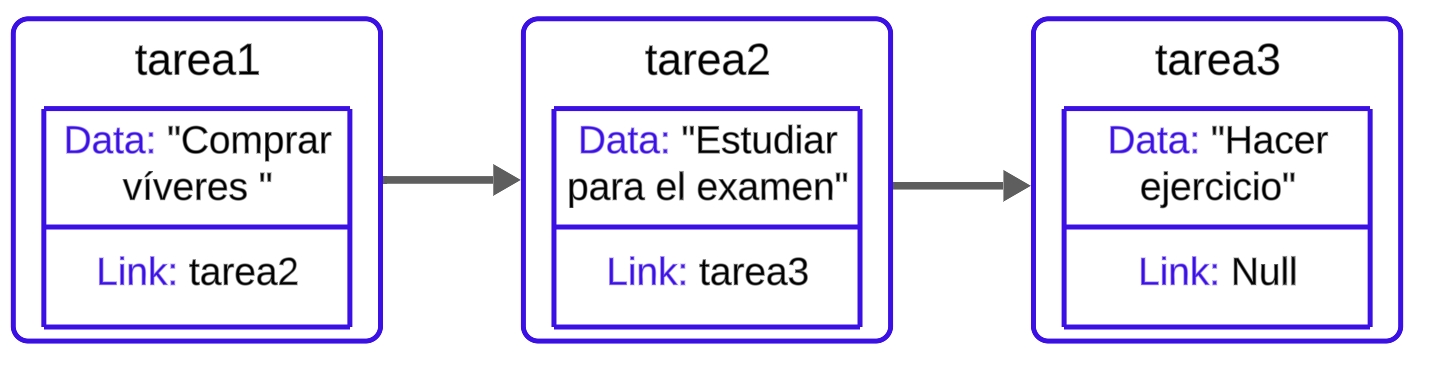 tarea1
Data: "Comprar
víveres "
Link: tarea2
tarea2
Data: "Estudiar
para el examen"
Link: tarea3
tarea3
Data: "Hacer
ejercicio"
Link: Null